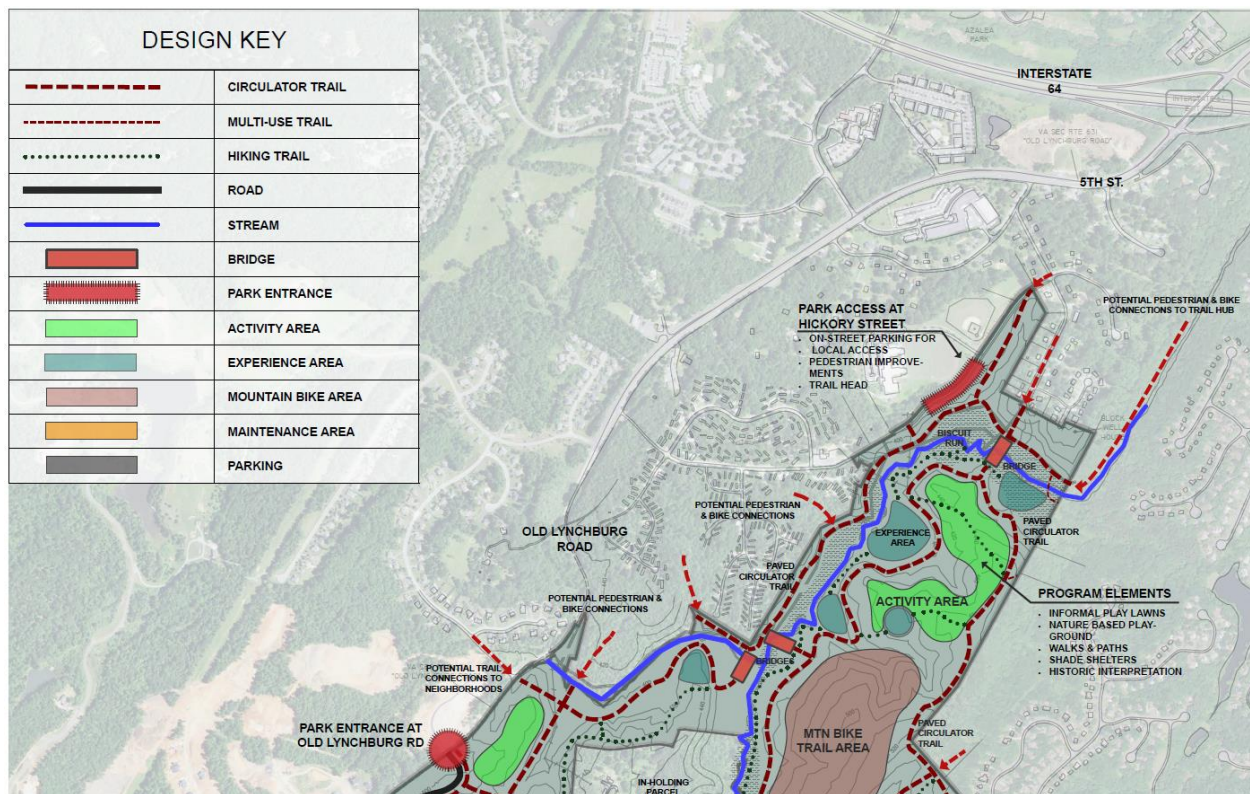 DESIGN KEY
CIRCULATOR TRAIL
MULTI-USE TRAIL
HIKING TRAIL
ROAD
STREAM
BRIDGE
PARK ENTRANCE
ACTIVITY AREA
EXPERIENCE AREA
MOUNTAIN BIKE AREA
MAINTENANCE AREA
PARKING
AZALEA
PARK
INTERSTATE
64
VA SEC RTE 631
"OLD LYNCHBURG ROAD"
5TH ST.
PARK ACCESS AT
HICKORY STREET
• ON-STREET PARKING FOR
• LOCAL ACCESS
• PEDESTRIAN IMPROVE-
MENTS
• TRAIL HEAD
POTENTIAL PEDESTRIAN & BIKE
CONNECTIONS TO TRAIL HUB
BISCUIT
RUN
BRIDGE
POTENTIAL PEDESTRIAN
& BIKE CONNECTIONS
EXPERIENCE
AREA
PAVED
CIRCULATOR
TRAIL
OLD LYNCHBURG
ROAD
PAVED
CIRCULATOR
TRAIL
ACTIVITY AREA
PROGRAM ELEMENTS
• INFORMAL PLAY LAWNS
• NATURE BASED PLAY-
GROUND
• WALKS & PATHS
• SHADE SHELTERS
• HISTORIC INTERPRETATION
POTENTIAL PEDESTRIAN &
BIKE CONNECTIONS
BRIDGES
POTENTIAL TRAIL
CONNECTIONS TO
NEIGHBORHOODS
PARK ENTRANCE AT
OLD LYNCHBURG RD
MTN BIKE
TRAIL AREA
PAVED
CIRCULATOR
TRAIL
IN-HOLDING
PARCEL